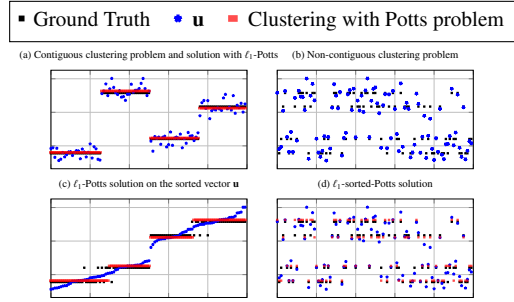 Ground Truth u Clustering with Potts problem
(a) Contiguous clustering problem and solution with ℓ1-Potts (b) Non-contiguous clustering problem
(c) ℓ1-Potts solution on the sorted vector u (d) ℓ1-sorted-Potts solution